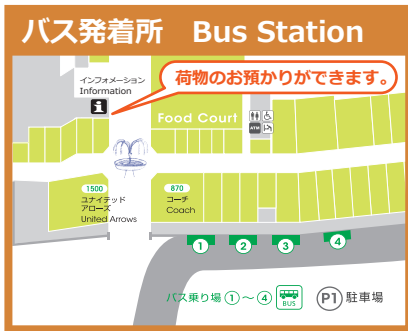 バス発着所 Bus Station
荷物のお預かりができます。
インフォメーション
Information
i
Food Court
ATM
1500
ユナイテッド
アローズ
United Arrows
870
コーチ
Coach
1
2
3
4
バス乗り場①～④ BUS P1 駐車場